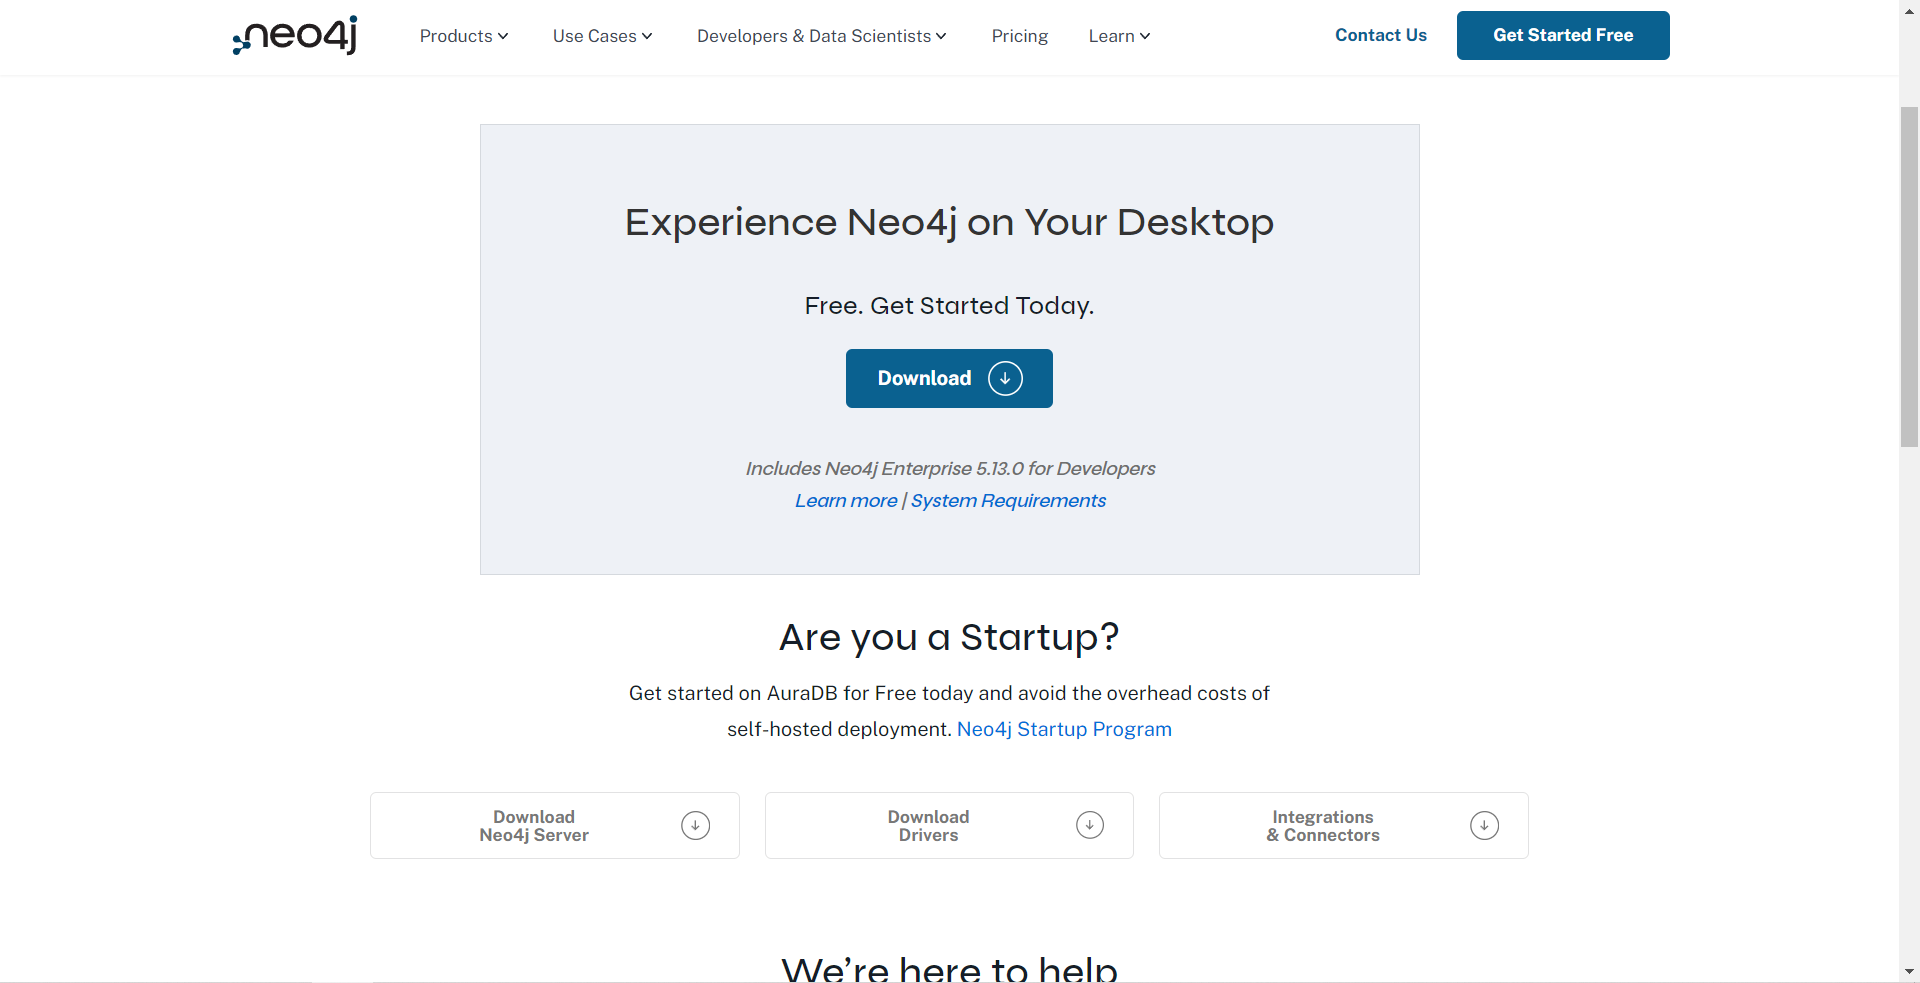 neo4j
Products
Use Cases
Developers & Data Scientists
Pricing
Learn
Contact Us
Get Started Free
Experience Neo4j on Your Desktop
Free. Get Started Today.
Download
Includes Neo4j Enterprise 5.13.0 for Developers
Learn more | System Requirements
Are you a Startup?
Get started on AuraDB for Free today and avoid the overhead costs of
self-hosted deployment. Neo4j Startup Program
Download
Neo4j Server
Download
Drivers
Integrations
& Connectors
We’re here to help